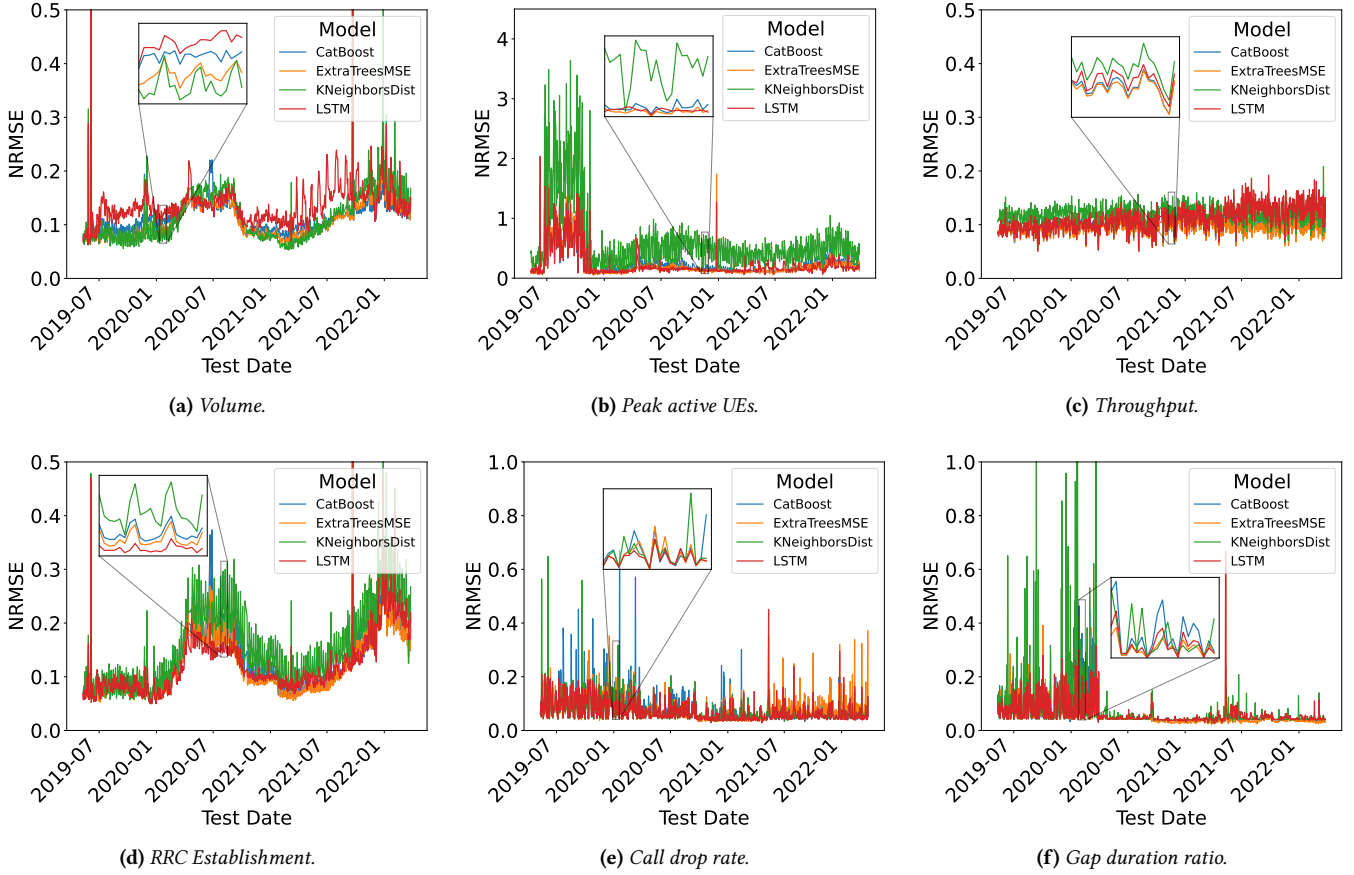 0.5
0.4
0.3
0.2
0.1
0.0
NRMSE
Model
CatBoost
ExtraTreesMSE
KNeighborsDist
LSTM
2019-07
2020-01
2020-07
2021-01
2021-07
2022-01
Test Date
(a) Volume.
4
3
2
1
0
NRMSE
Model
CatBoost
ExtraTreesMSE
KNeighborsDist
LSTM
2019-07
2020-01
2020-07
2021-01
2021-07
2022-01
Test Date
(b) Peak active UEs.
0.5
0.4
0.3
0.2
0.1
0.0
NRMSE
Model
CatBoost
ExtraTreesMSE
KNeighborsDist
LSTM
2019-07
2020-01
2020-07
2021-01
2021-07
2022-01
Test Date
(c) Throughput.
0.5
0.4
0.3
0.2
0.1
0.0
NRMSE
Model
CatBoost
ExtraTreesMSE
KNeighborsDist
LSTM
2019-07
2020-01
2020-07
2021-01
2021-07
2022-01
Test Date
(d) RRC Establishment.
1.0
0.8
0.6
0.4
0.2
0.0
NRMSE
Model
CatBoost
ExtraTreesMSE
KNeighborsDist
LSTM
2019-07
2020-01
2020-07
2021-01
2021-07
2022-01
Test Date
(e) Call drop rate.
1.0
0.8
0.6
0.4
0.2
0.0
NRMSE
Model
CatBoost
ExtraTreesMSE
KNeighborsDist
LSTM
2019-07
2020-01
2020-07
2021-01
2021-07
2022-01
Test Date
(f) Gap duration ratio.